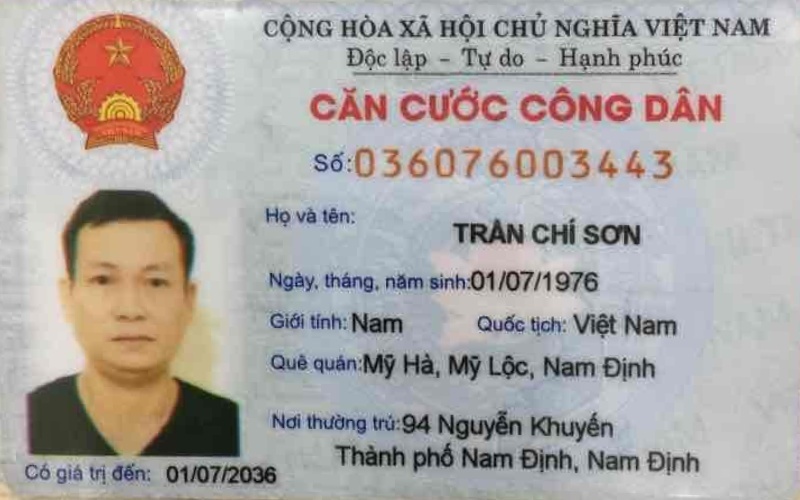 CỘNG HÒA XÃ HỘI CHỦ NGHĨA VIỆT NAM
Độc lập - Tự do - Hạnh phúc
CĂN CƯỚC CÔNG DÂN
Số: 036076003443
Họ và tên:
TRẦN CHÍ SƠN
Ngày, tháng, năm sinh: 01/07/1976
Giới tính: Nam Quốc tịch: Việt Nam
Quê quán: Mỹ Hà, Mỹ Lộc, Nam Định
Nơi thường trú: 94 Nguyễn Khuyến
Thành phố Nam Định, Nam Định
Có giá trị đến: 01/07/2036